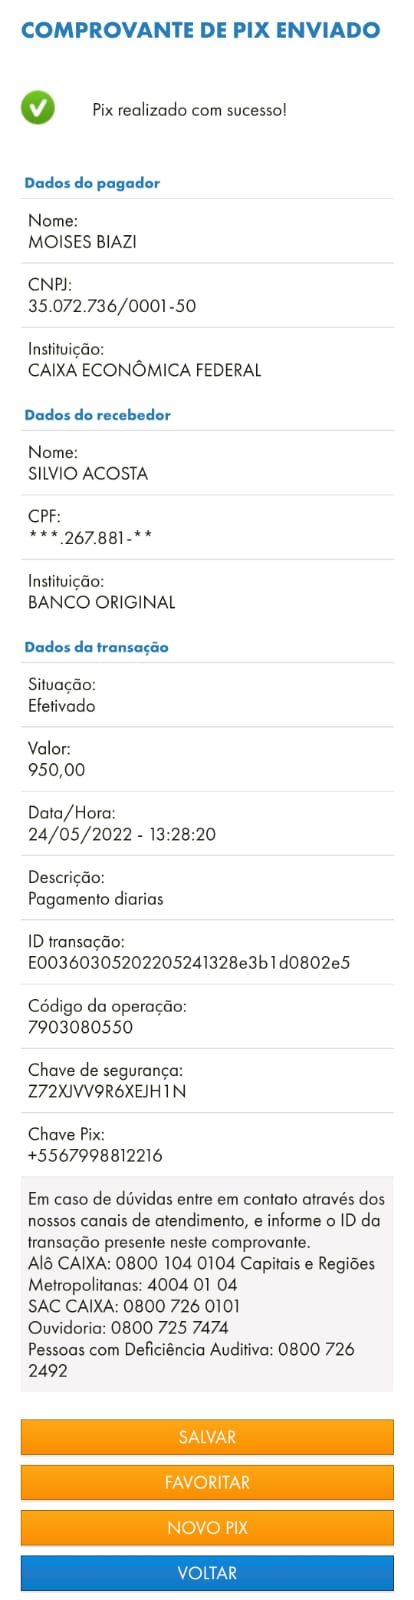 COMPROVANTE DE PIX ENVIADO
Pix realizado com sucesso!
Dados do pagador
Nome:
MOISES BIAZI
CNPJ:
35.072.736/0001-50
Instituição:
CAIXA ECONÔMICA FEDERAL
Dados do recebedor
Nome:
SILVIO ACOSTA
CPF:
***.267.881-**
Instituição:
BANCO ORIGINAL
Dados da transação
Situação:
Efetivado
Valor:
950,00
Data/Hora:
24/05/2022 - 13:28:20
Descrição:
Pagamento diarias
ID transação:
E00360305202205241328e3b1d0802e5
Código da operação:
7903080550
Chave de segurança:
Z72XJVV9R6XEJH1N
Chave Pix:
+5567998812216
Em caso de dúvidas entre em contato através dos
nossos canais de atendimento, e informe o ID da
transação presente neste comprovante.
Alô CAIXA: 0800 104 0104 Capitais e Regiões
Metropolitanas: 4004 01 04
SAC CAIXA: 0800 726 0101
Ouvidoria: 0800 725 7474
Pessoas com Deficiência Auditiva: 0800 726
2492
SALVAR
FAVORITAR
NOVO PIX
VOLTAR